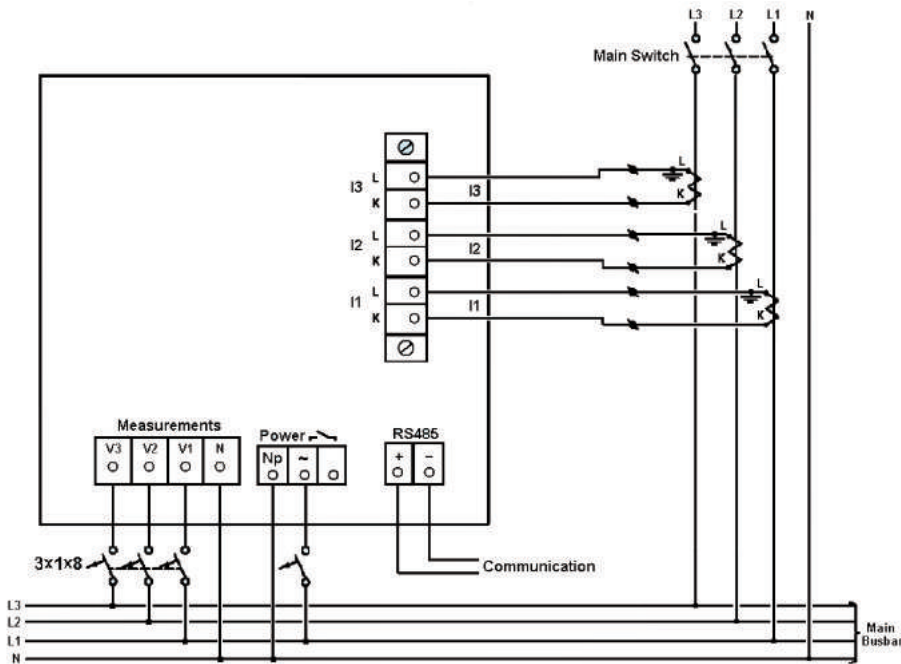 L3 L2 L1 N
Main Switch
L
I3 L I3
K K
L
I2 L I2
K K
L
I1 L I1
K K
Measurements
V3 V2 V1 N
Power
Np ~
RS485
+ -
3x1x8
Communication
L3
L2
L1
N
Main
Busbar